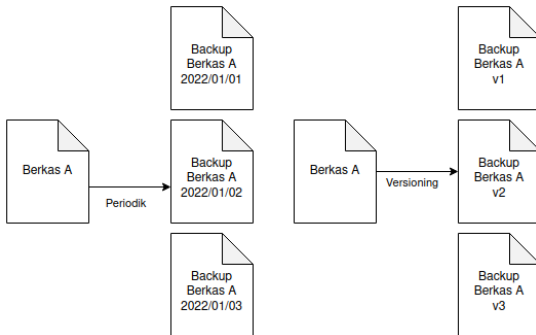 Backup
Berkas A
2022/01/01
Berkas A
Periodik
Backup
Berkas A
2022/01/02
Backup
Berkas A
2022/01/03
Backup
Berkas A
v1
Berkas A
Versioning
Backup
Berkas A
v2
Backup
Berkas A
v3